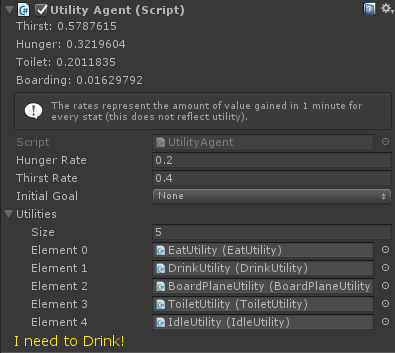 Utility Agent (Script)
Thirst: 0.5787615
Hunger: 0.3219604
Toilet: 0.2011835
Boarding: 0.01629792
The rates represent the amount of value gained in 1 minute for
every stat (this does not reflect utility).
Script UtilityAgent
Hunger Rate 0.2
Thirst Rate 0.4
Initial Goal None
Utilities
Size 5
Element 0 EatUtility (EatUtility)
Element 1 DrinkUtility (DrinkUtility)
Element 2 BoardPlaneUtility (BoardPlaneUtility
Element 3 ToiletUtility (ToiletUtility)
Element 4 IdleUtility (IdleUtility)
I need to Drink!